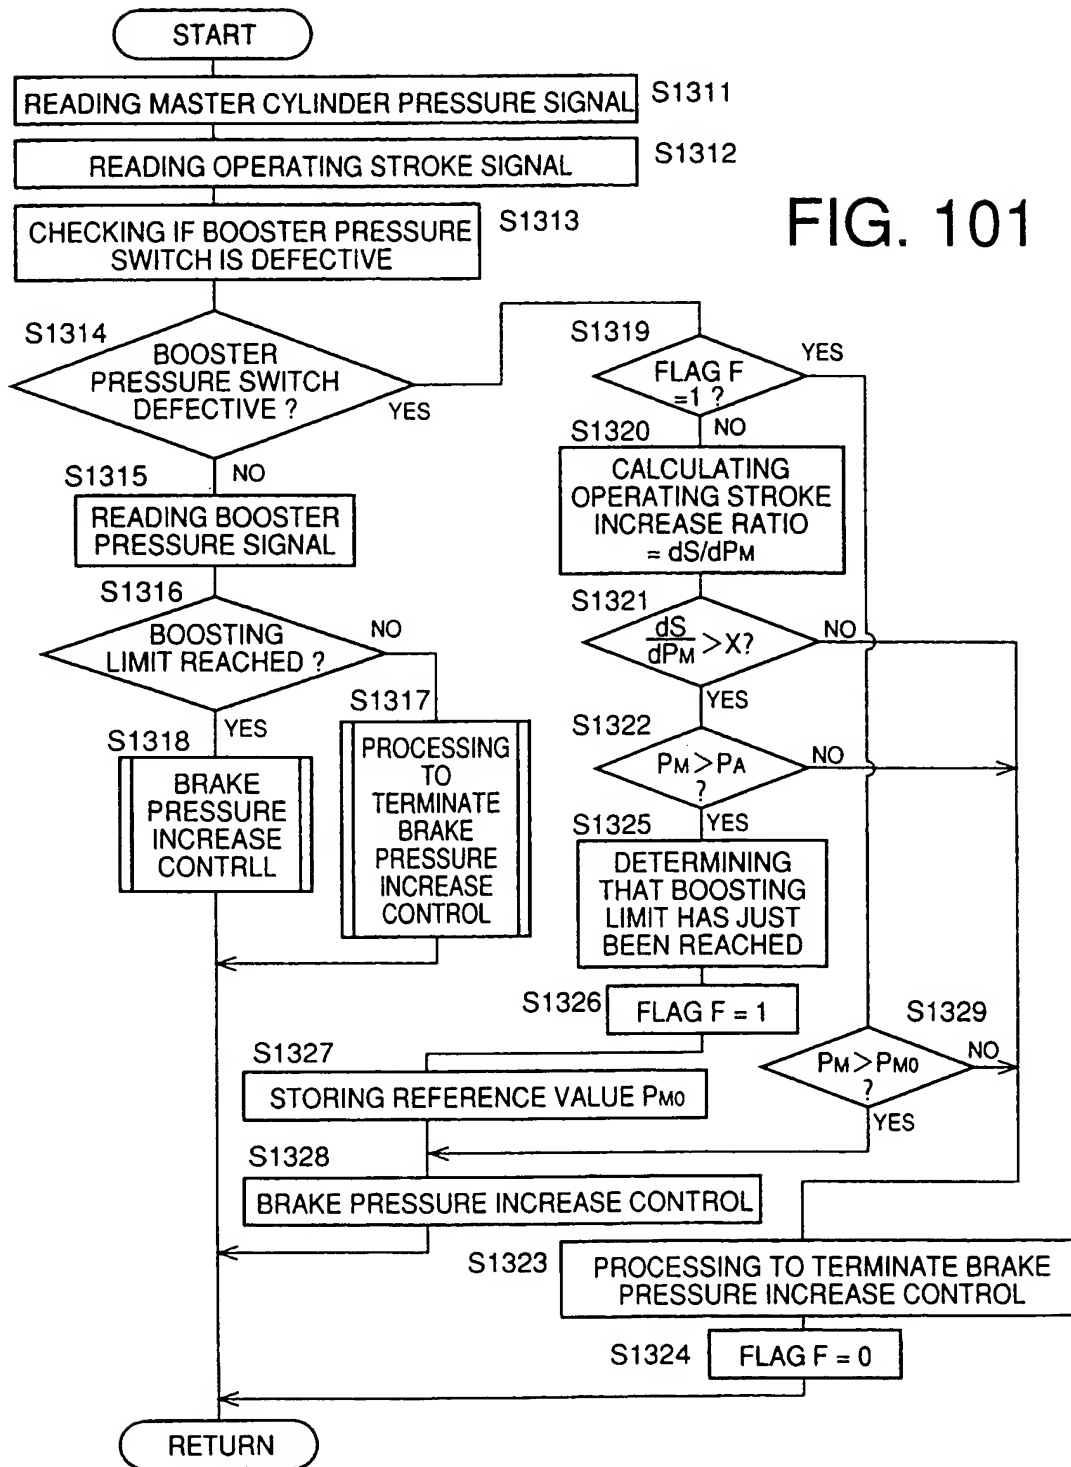 START
READING MASTER CYLINDER PRESSURE SIGNAL
S1311
READING OPERATING STROKE SIGNAL
S1312
CHECKING IF BOOSTER PRESSURE
SWITCH IS DEFECTIVE
S1313
FIG. 101
S1314
BOOSTER
PRESSURE SWITCH
DEFECTIVE ?
YES
NO
S1315
READING BOOSTER
PRESSURE SIGNAL
S1316
BOOSTING
LIMIT REACHED ?
NO
YES
S1317
PROCESSING
TO
TERMINATE
BRAKE
PRESSURE
INCREASE
CONTROL
S1318
BRAKE
PRESSURE
INCREASE
CONTRLL
S1319
FLAG F
=1 ?
YES
NO
S1320
CALCULATING
OPERATING STROKE
INCREASE RATIO
= dS/dPM
S1321
dS
dPM >X?
NO
YES
S1322
PM>PA
?
NO
YES
S1325
DETERMINING
THAT BOOSTING
LIMIT HAS JUST
BEEN REACHED
S1326
FLAG F = 1
S1329
PM>PM0
?
NO
YES
S1327
STORING REFERENCE VALUE PM0
S1328
BRAKE PRESSURE INCREASE CONTROL
S1323
PROCESSING TO TERMINATE BRAKE
PRESSURE INCREASE CONTROL
S1324
FLAG F = 0
RETURN